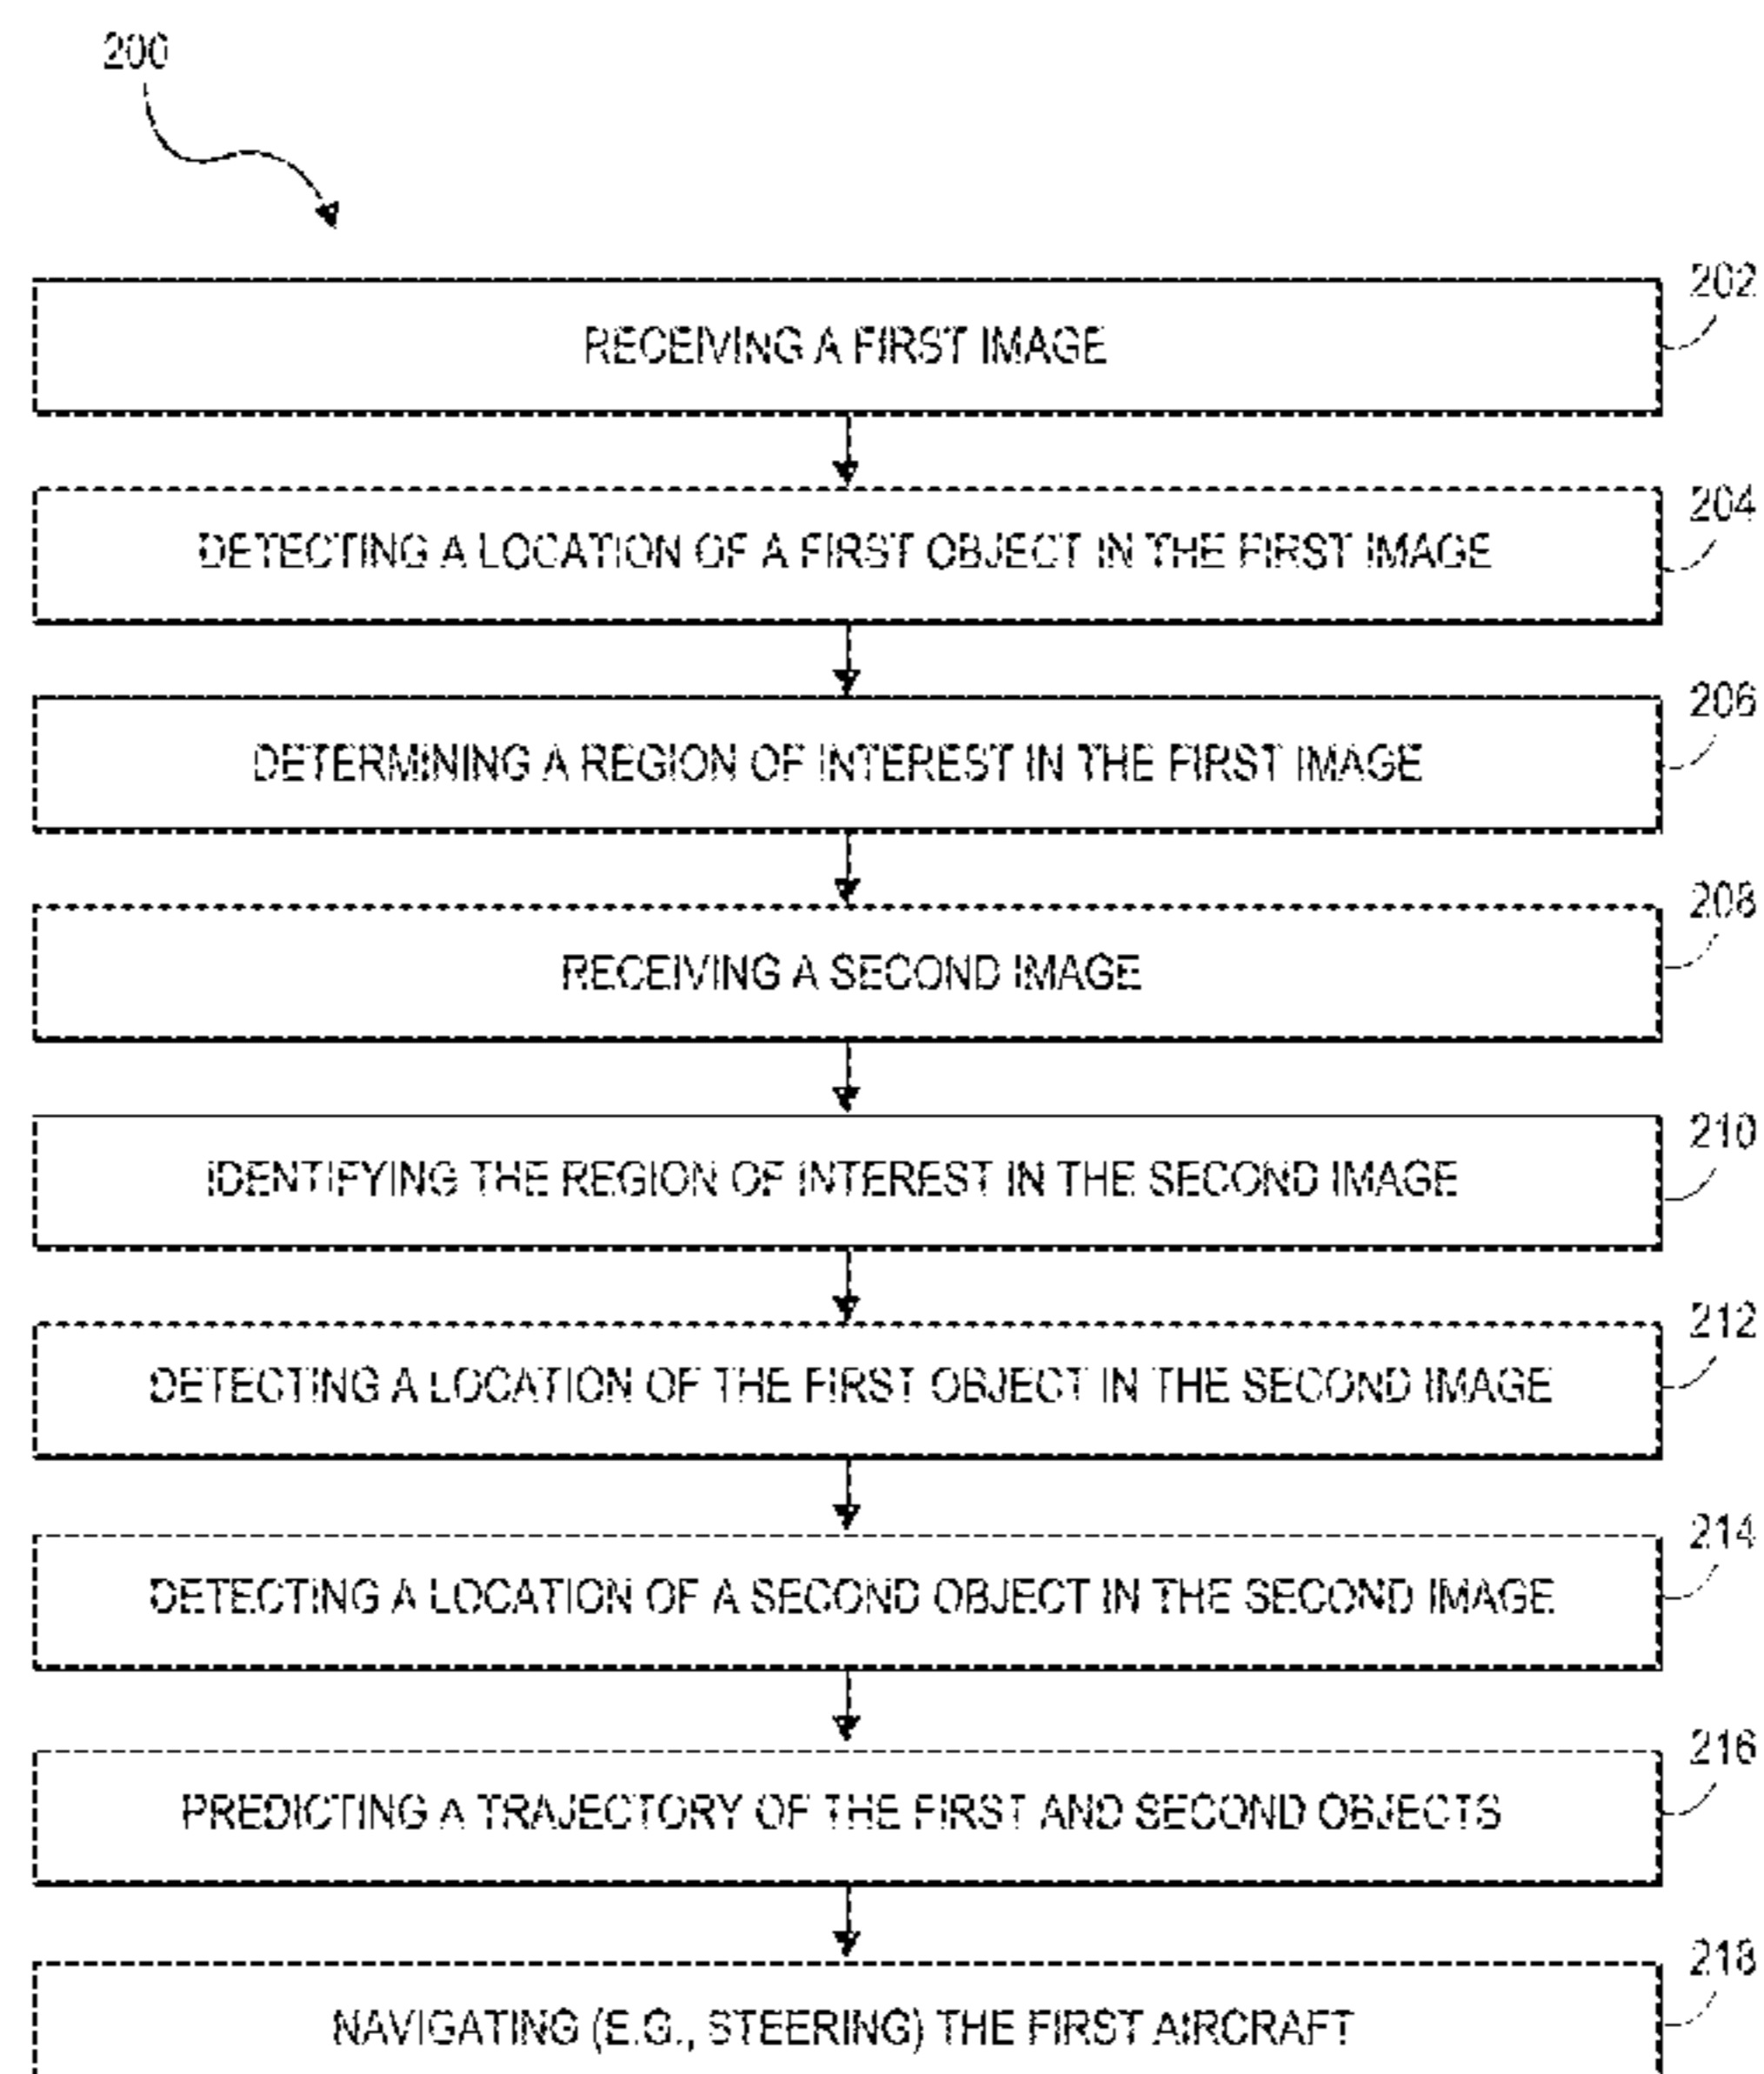 200
202
RECEIVING A FIRST IMAGE
204
DETECTING A LOCATION OF A FIRST OBJECT IN THE FIRST IMAGE
206
DETERMINING A REGION OF INTEREST IN THE FIRST IMAGE
208
RECEIVING A SECOND IMAGE
210
IDENTIFYING THE REGION OF INTEREST IN THE SECOND IMAGE
212
DETECTING A LOCATION OF THE FIRST OBJECT IN THE SECOND IMAGE
214
DETECTING A LOCATION OF A SECOND OBJECT IN THE SECOND IMAGE
216
PREDICTING A TRAJECTORY OF THE FIRST AND SECOND OBJECTS
218
NAVIGATING (E.G., STEERING) THE FIRST AIRCRAFT